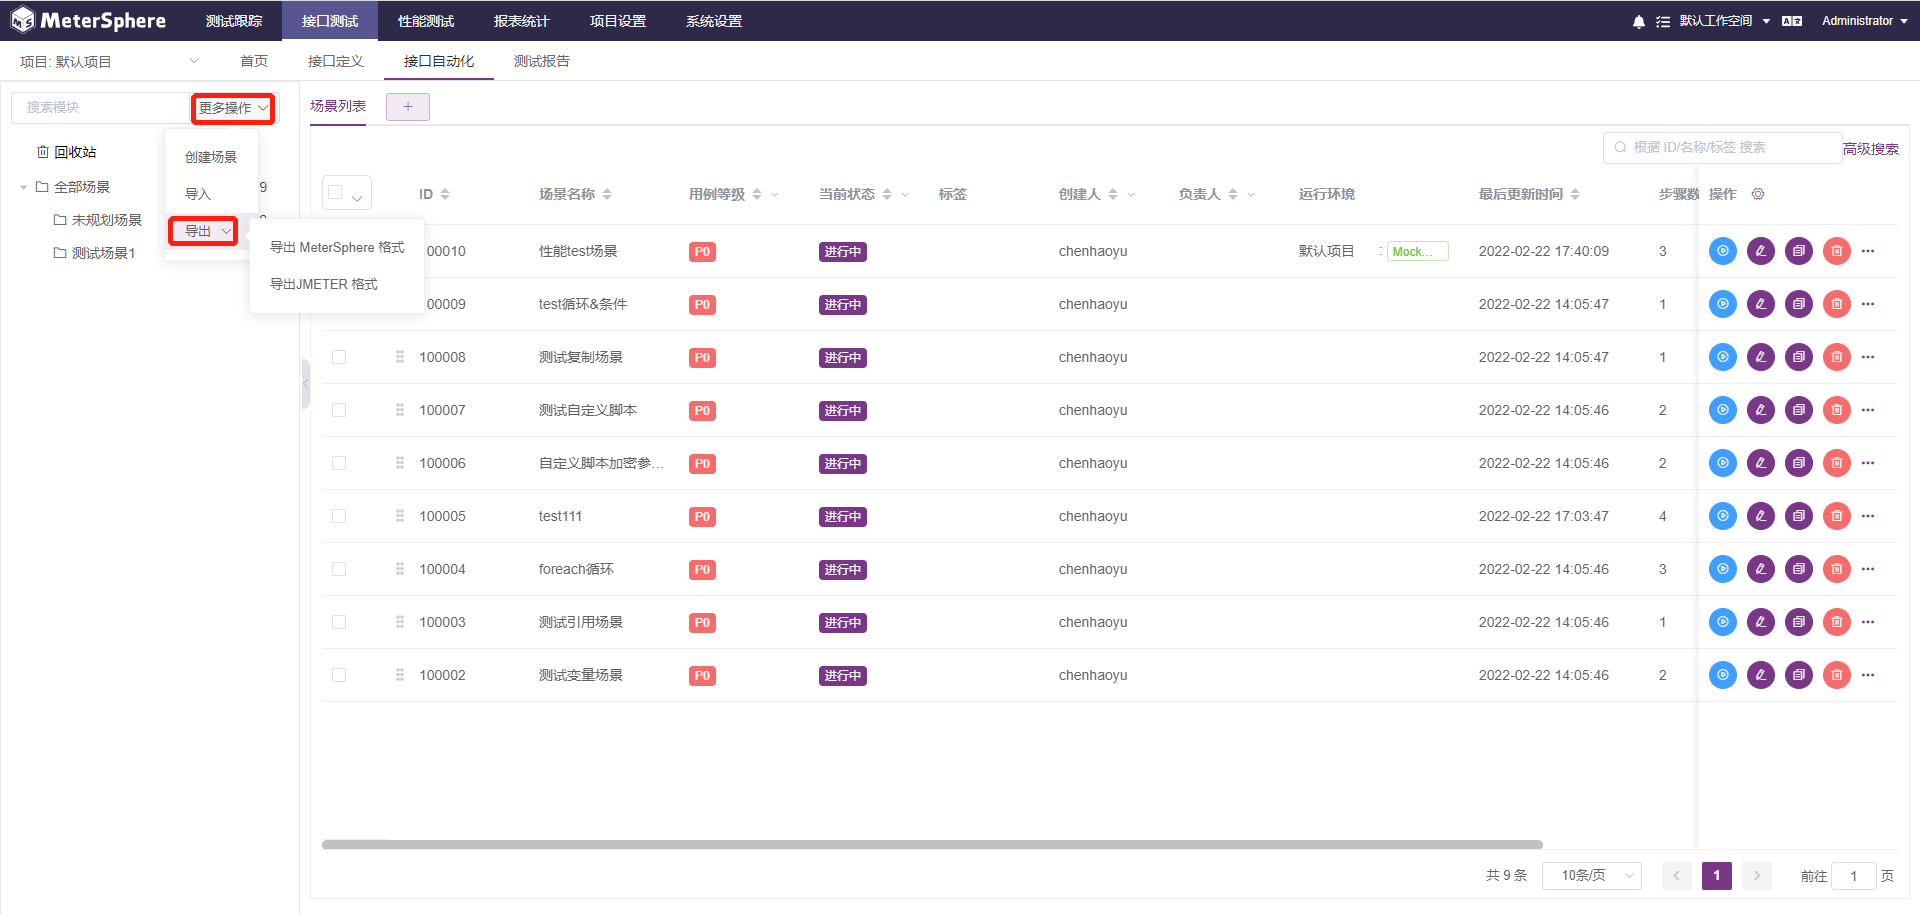 MeterSphere 测试跟踪 接口测试 性能测试 报表统计 项目设置 系统设置 默认工作空间 Administrator
项目: 默认项目 首页 接口定义 接口自动化 测试报告
搜索模块 更多操作
回收站
全部场景 9
未规划场景
测试场景1
创建场景
导入
导出
导出 MeterSphere 格式
导出JMETER 格式
场景列表 +
根据 ID/名称/标签 搜索 高级搜索
ID 场景名称 用例等级 当前状态 标签 创建人 负责人 运行环境 最后更新时间 步骤数 操作
00010 性能test场景 P0 进行中 chenhaoyu 默认项目 : Mock... 2022-02-22 17:40:09 3
00009 test循环&条件 P0 进行中 chenhaoyu 2022-02-22 14:05:47 1
100008 测试复制场景 P0 进行中 chenhaoyu 2022-02-22 14:05:47 1
100007 测试自定义脚本 P0 进行中 chenhaoyu 2022-02-22 14:05:46 2
100006 自定义脚本加密参... P0 进行中 chenhaoyu 2022-02-22 14:05:46 2
100005 test111 P0 进行中 chenhaoyu 2022-02-22 17:03:47 4
100004 foreach循环 P0 进行中 chenhaoyu 2022-02-22 14:05:46 3
100003 测试引用场景 P0 进行中 chenhaoyu 2022-02-22 14:05:46 1
100002 测试变量场景 P0 进行中 chenhaoyu 2022-02-22 14:05:46 2
共 9 条 10条/页 1 前往 1 页